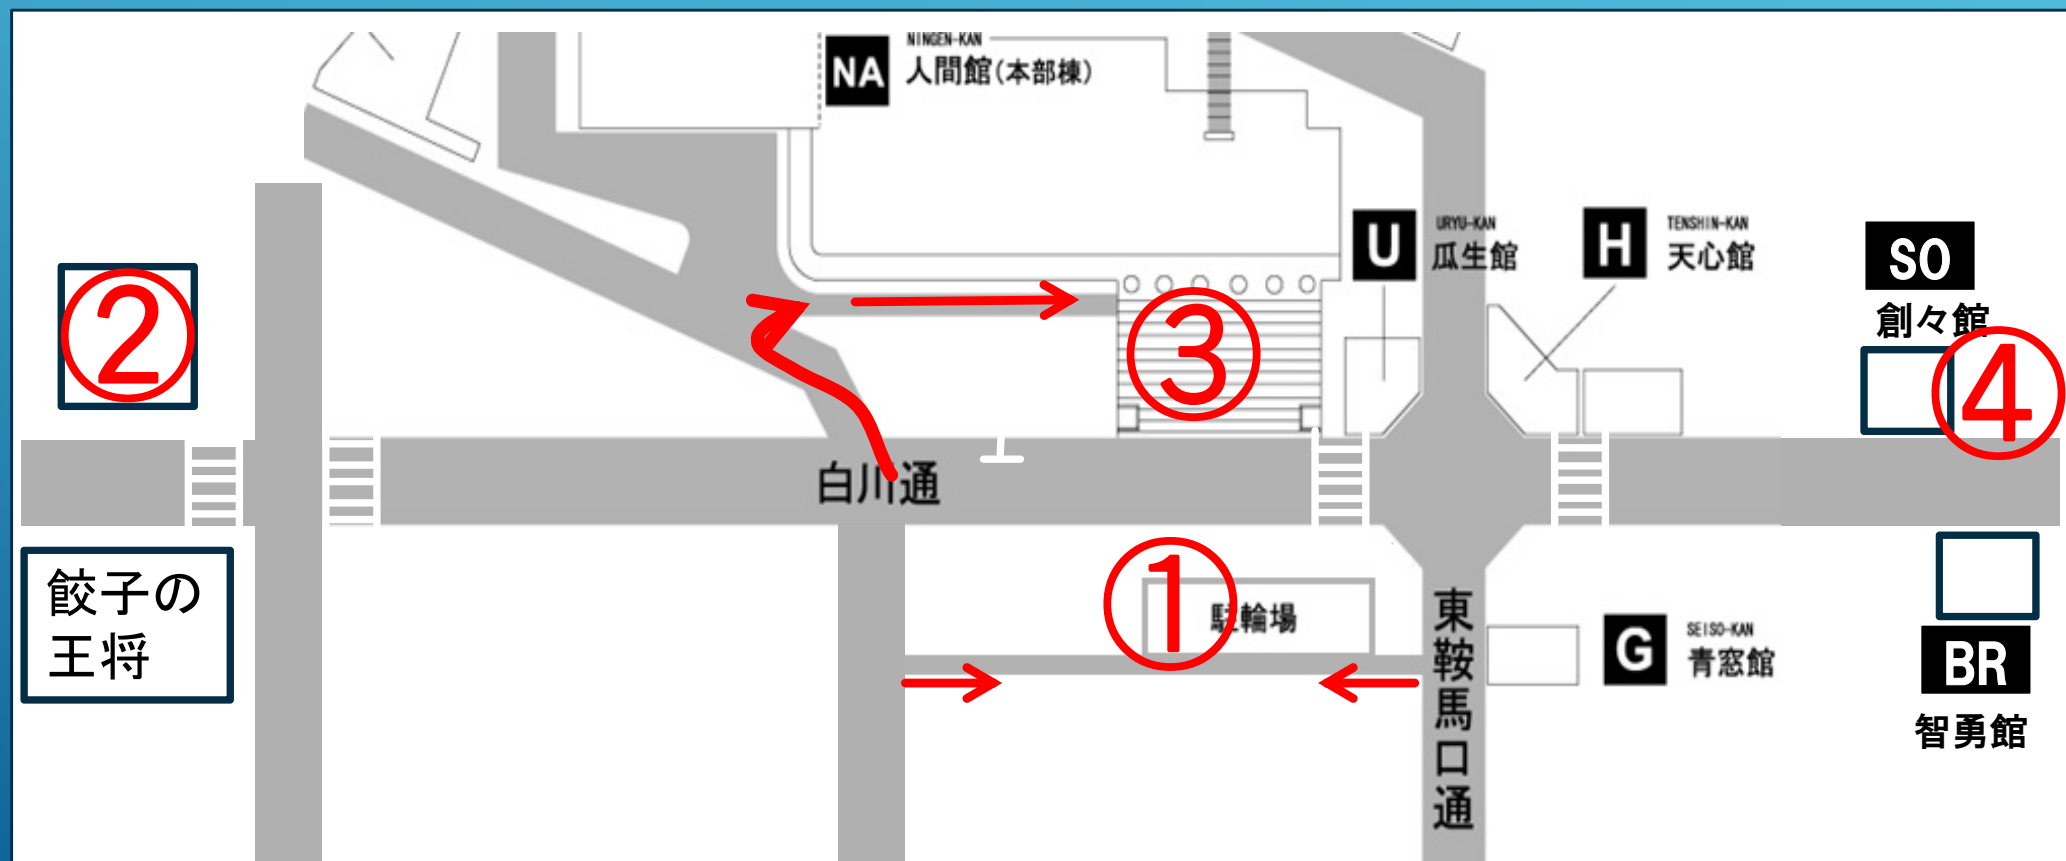 NA
NINGEN-KAN
人間館(本部棟)
U
URYU-KAN
瓜生館
H
TENSHIN-KAN
天心館
SO
創々館
②
③
④
白川通
餃子の
王将
①
駐輪場
東鞍馬口通
G
SEISO-KAN
青窓館
BR
智勇館